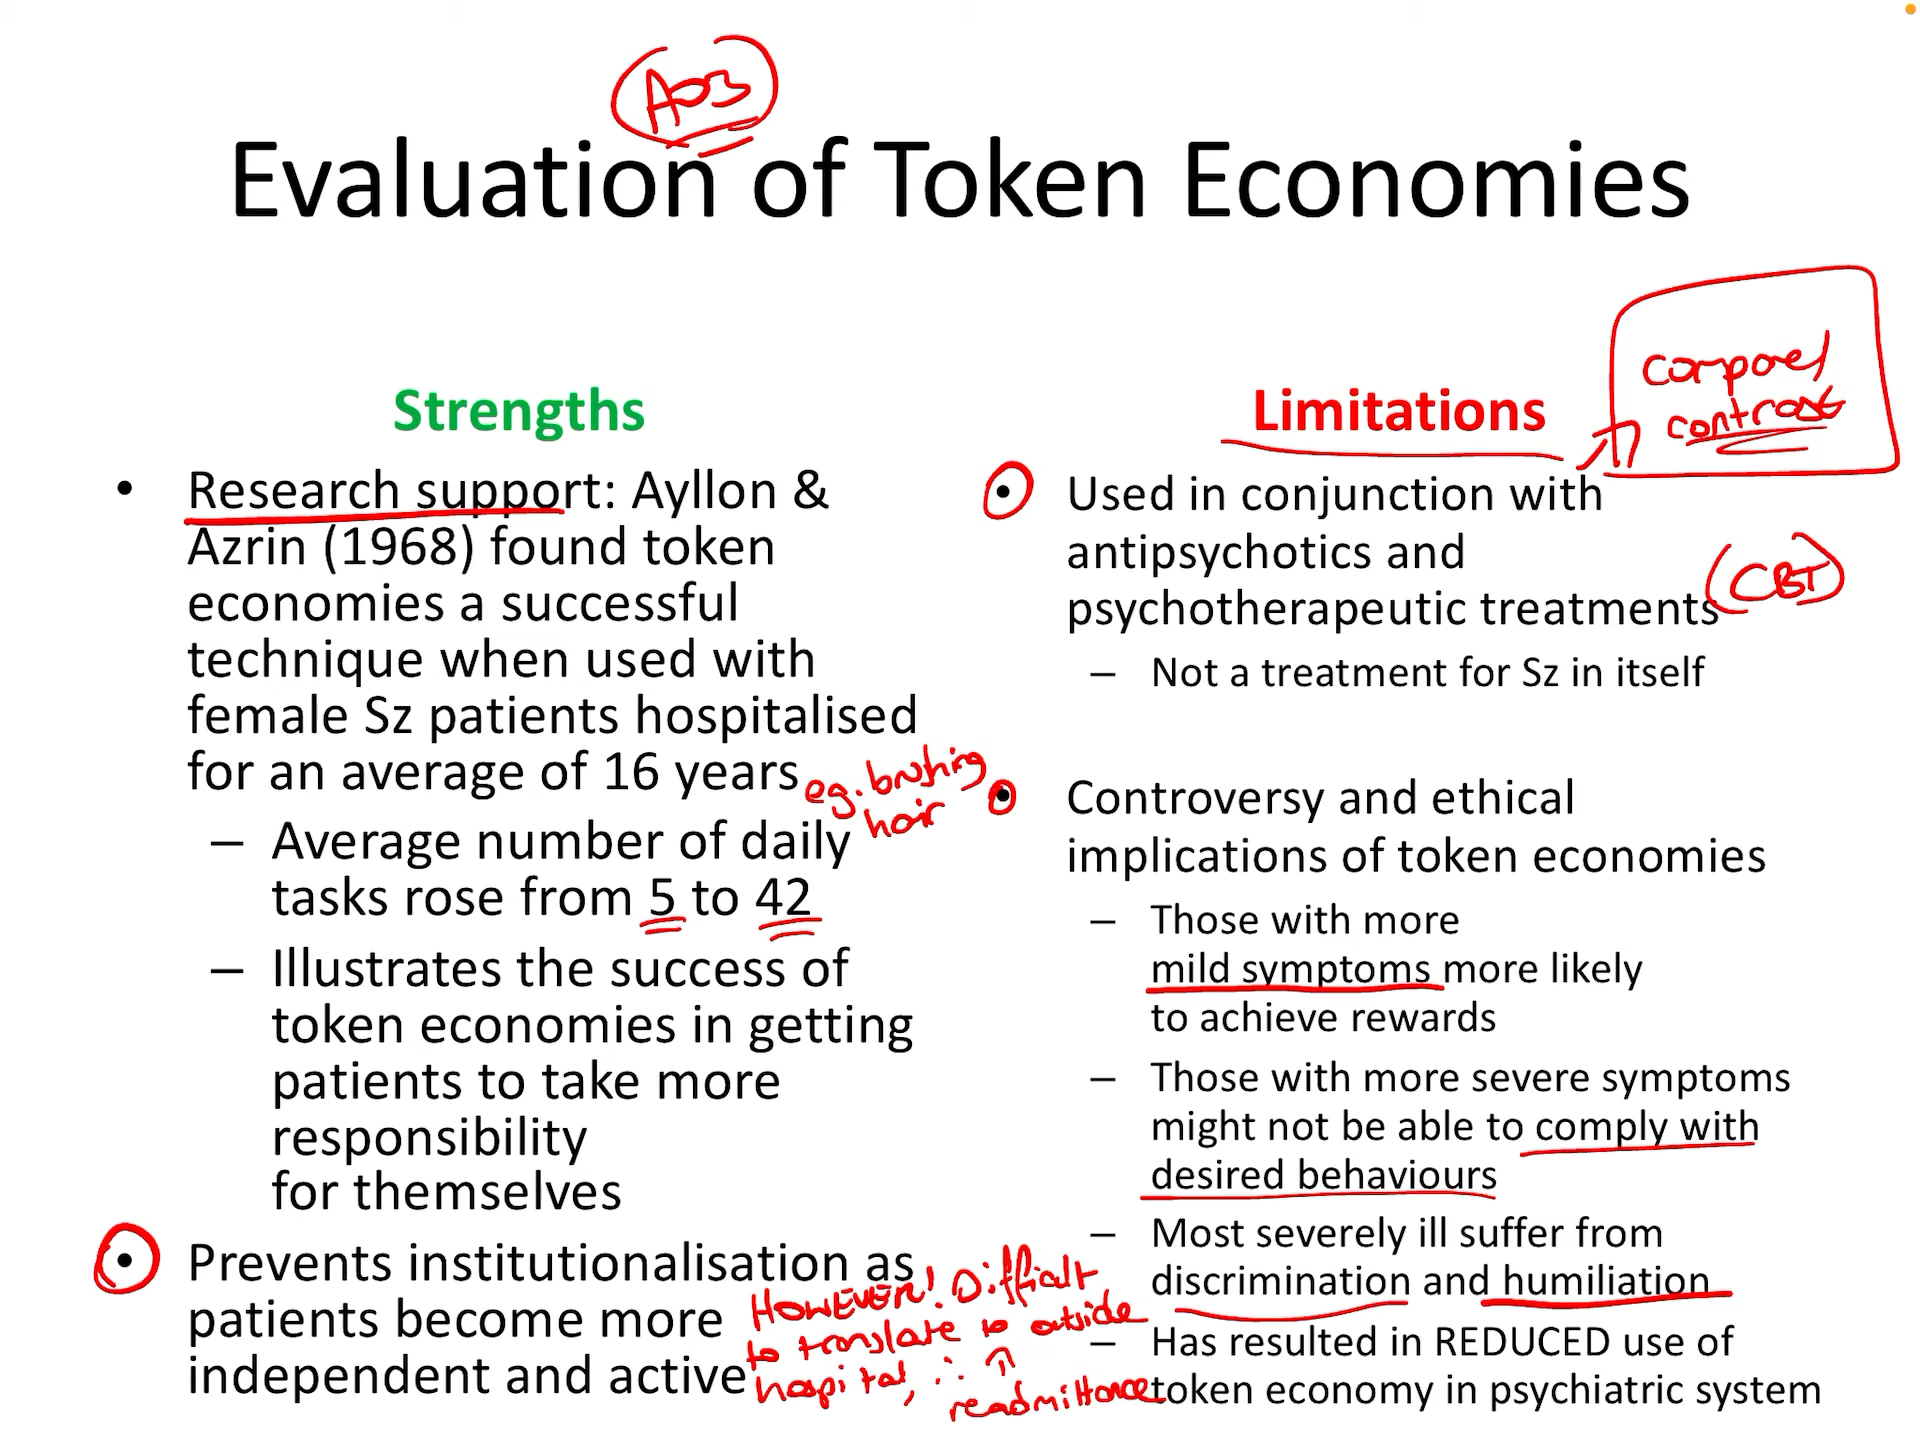 AO3
Evaluation of Token Economies
Strengths
• Research support: Ayllon &
Azrin (1968) found token
economies a successful
technique when used with
female Sz patients hospitalised
for an average of 16 years
eg. brushing
hair
– Average number of daily
tasks rose from 5 to 42
– Illustrates the success of
token economies in getting
patients to take more
responsibility
for themselves
• Prevents institutionalisation as
patients become more
independent and active
HOWEVER! Difficult
to translate to outside
hospital, ∴ ↑
readmittance
Limitations
compare/
contrast
• Used in conjunction with
antipsychotics and
psychotherapeutic treatments
(CBT)
– Not a treatment for Sz in itself
• Controversy and ethical
implications of token economies
– Those with more
mild symptoms more likely
to achieve rewards
– Those with more severe symptoms
might not be able to comply with
desired behaviours
– Most severely ill suffer from
discrimination and humiliation
– Has resulted in REDUCED use of
token economy in psychiatric system